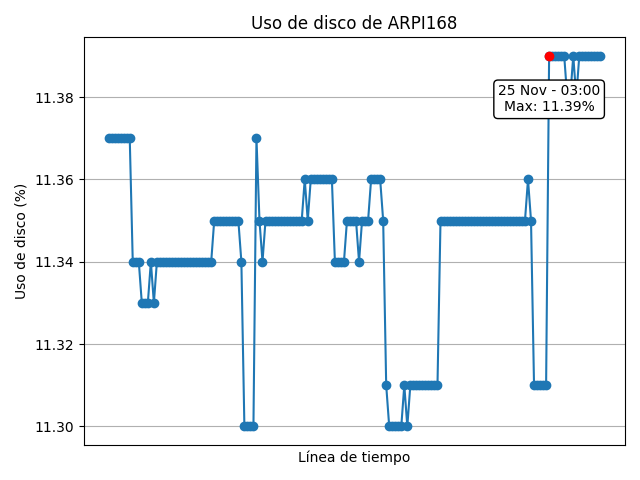 Uso de disco de ARPI168
Uso de disco (%)
11.38
11.36
11.34
11.32
11.30
25 Nov - 03:00
Max: 11.39%
Línea de tiempo